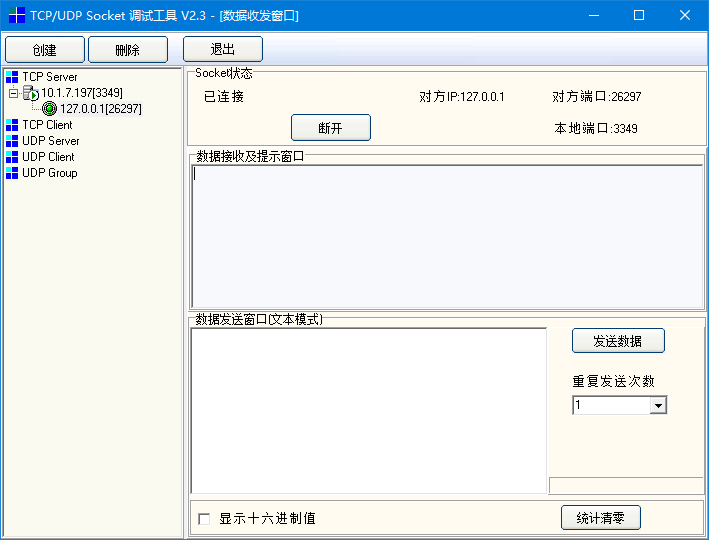 TCP/UDP Socket 调试工具 V2.3 - [数据收发窗口]
创建 删除 退出
TCP Server
10.1.7.197[3349]
127.0.0.1[26297]
TCP Client
UDP Server
UDP Client
UDP Group
Socket状态
已连接 对方IP:127.0.0.1 对方端口:26297
断开 本地端口:3349
数据接收及提示窗口
数据发送窗口(文本模式)
发送数据
重复发送次数
1
显示十六进制值 统计清零